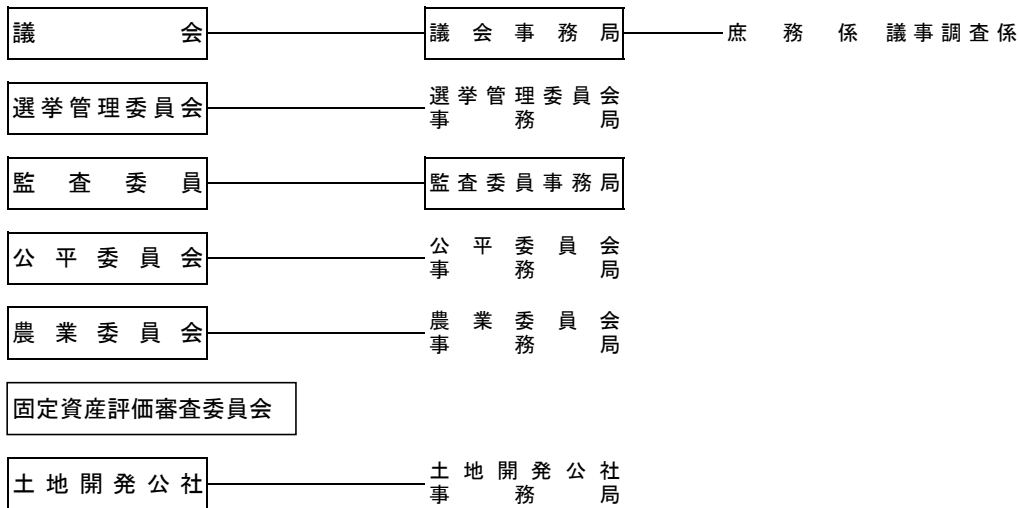 議会 議会事務局 庶務係 議事調査係
選挙管理委員会 選挙管理委員会
事務局
監査委員 監査委員事務局
公平委員会 公平委員会
事務局
農業委員会 農業委員会
事務局
固定資産評価審査委員会
土地開発公社 土地開発公社
事務局